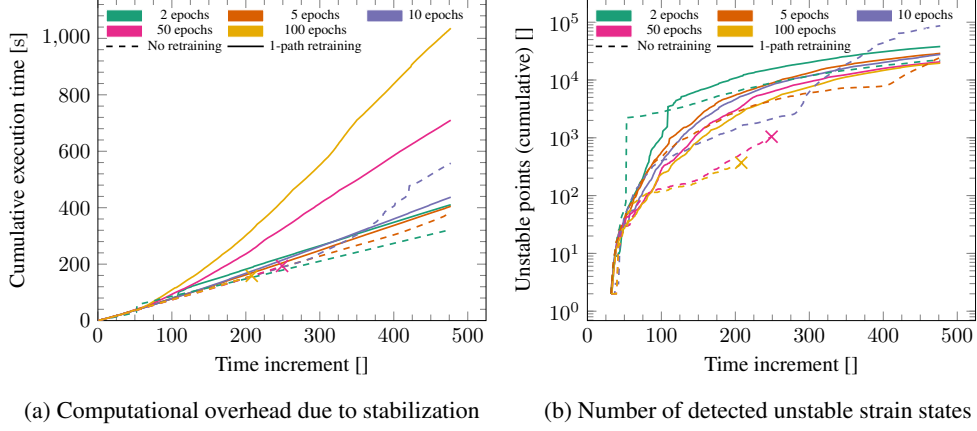 2 epochs
5 epochs
10 epochs
50 epochs
100 epochs
No retraining
1-path retraining
1,000
800
600
400
200
0
0
100
200
300
400
500
Cumulative execution time [s]
Time increment []
(a) Computational overhead due to stabilization
2 epochs
5 epochs
10 epochs
50 epochs
100 epochs
No retraining
1-path retraining
10^5
10^4
10^3
10^2
10^1
10^0
0
100
200
300
400
500
Unstable points (cumulative) []
Time increment []
(b) Number of detected unstable strain states